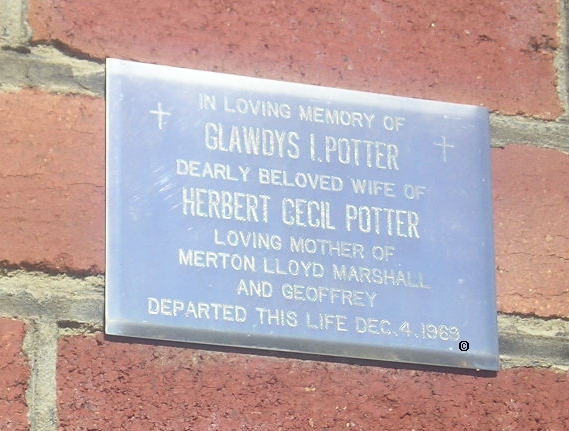 IN LOVING MEMORY OF
GLAWDYS I. POTTER
DEARLY BELOVED WIFE OF
HERBERT CECIL POTTER
LOVING MOTHER OF
MERTON LLOYD MARSHALL
AND GEOFFREY
DEPARTED THIS LIFE DEC. 4. 1969
©